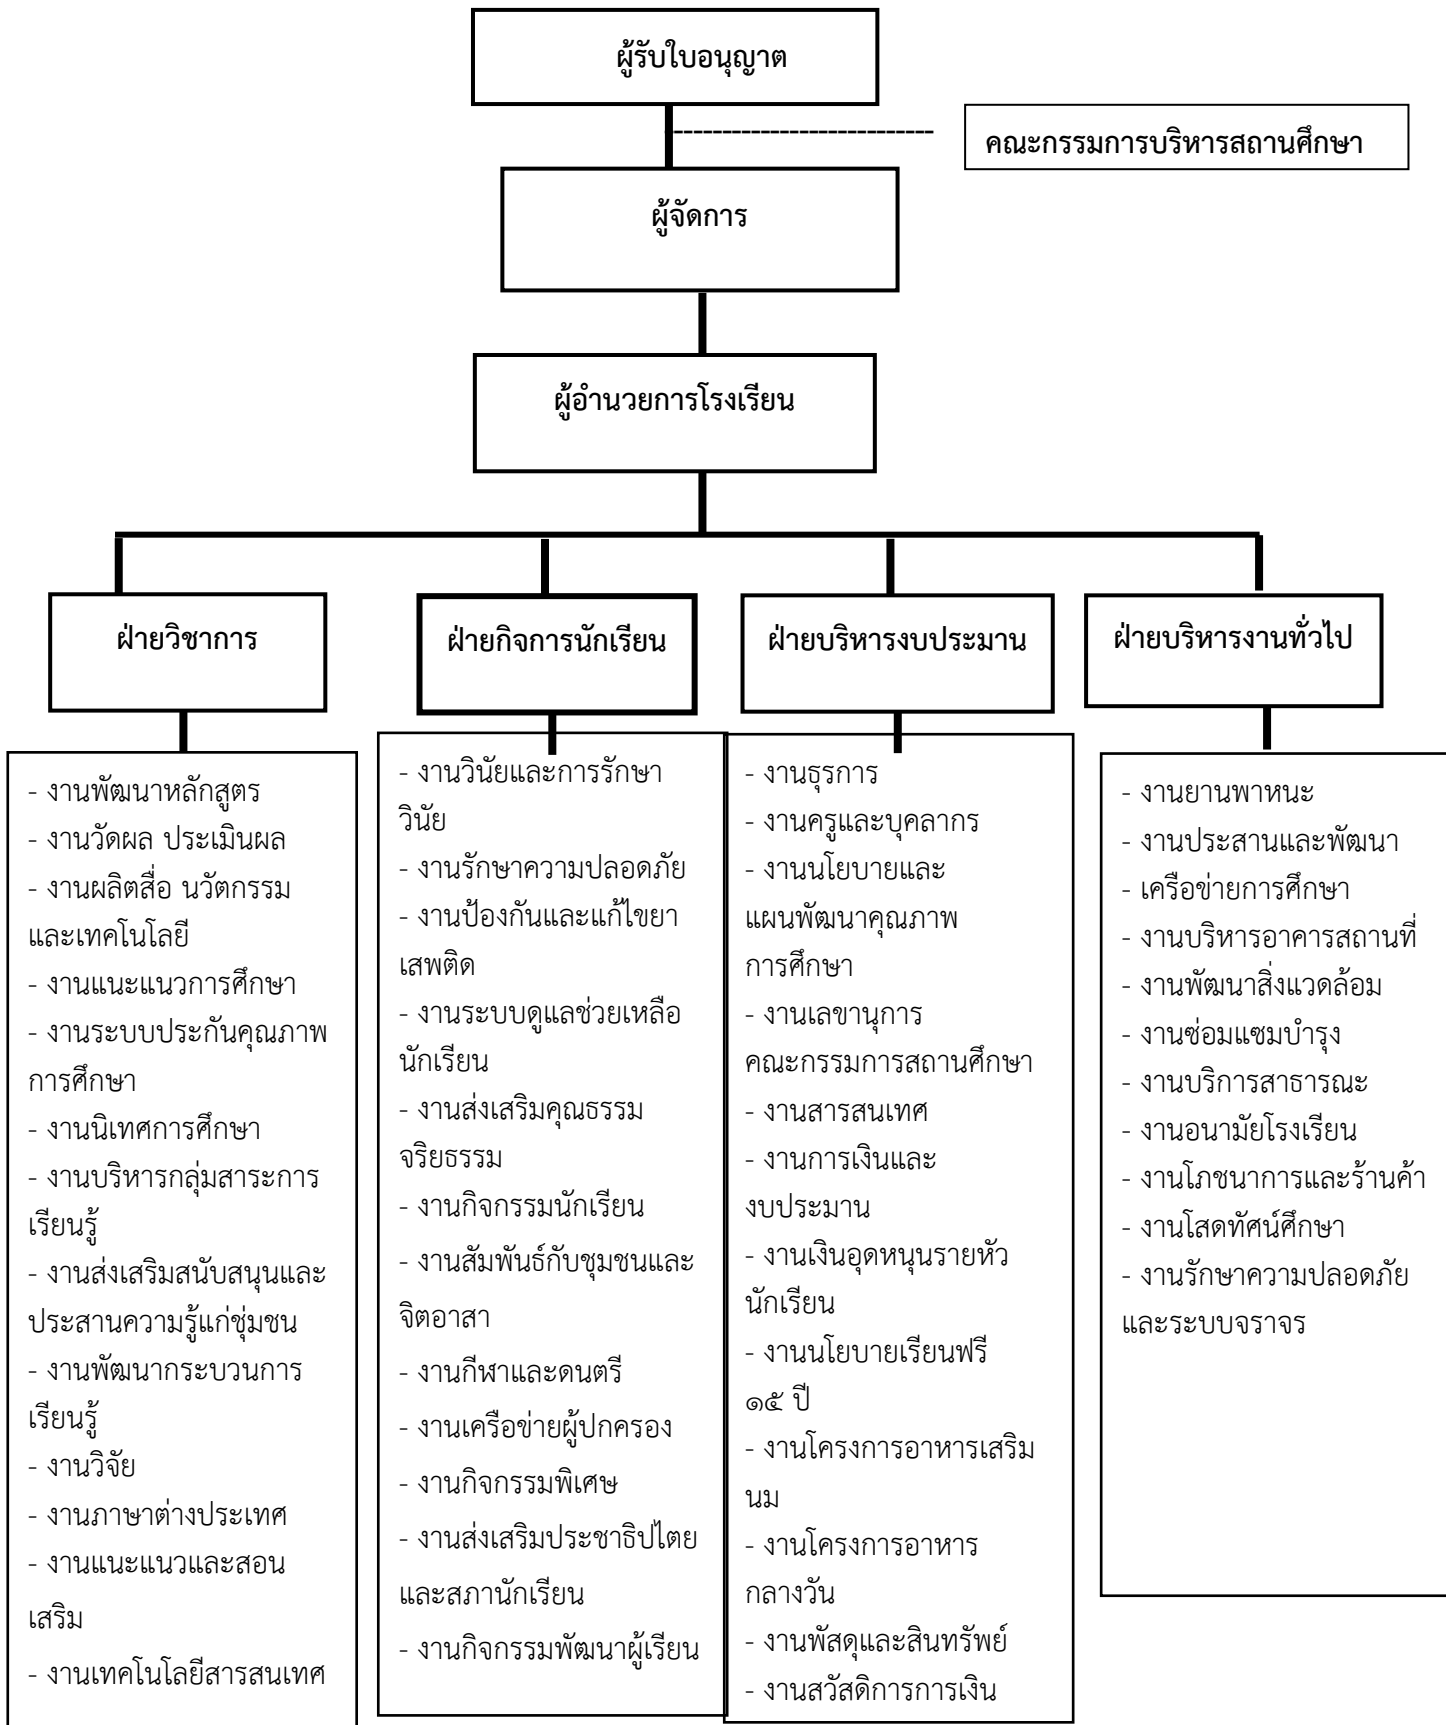 ผู้รับใบอนุญาต
คณะกรรมการบริหารสถานศึกษา
ผู้จัดการ
ผู้อำนวยการโรงเรียน
ฝ่ายวิชาการ
ฝ่ายกิจการนักเรียน
ฝ่ายบริหารงบประมาน
ฝ่ายบริหารงานทั่วไป
- งานพัฒนาหลักสูตร
- งานวัดผล ประเมินผล
- งานผลิตสื่อ นวัตกรรม
และเทคโนโลยี
- งานแนะแนวการศึกษา
- งานระบบประกันคุณภาพ
การศึกษา
- งานนิเทศการศึกษา
- งานบริหารกลุ่มสาระการ
เรียนรู้
- งานส่งเสริมสนับสนุนและ
ประสานความรู้แก่ชุ่มชน
- งานพัฒนากระบวนการ
เรียนรู้
- งานวิจัย
- งานภาษาต่างประเทศ
- งานแนะแนวและสอน
เสริม
- งานเทคโนโลยีสารสนเทศ
- งานวินัยและการรักษา
วินัย
- งานรักษาความปลอดภัย
- งานป้องกันและแก้ไขยา
เสพติด
- งานระบบดูแลช่วยเหลือ
นักเรียน
- งานส่งเสริมคุณธรรม
จริยธรรม
- งานกิจกรรมนักเรียน
- งานสัมพันธ์กับชุมชนและ
จิตอาสา
- งานกีฬาและดนตรี
- งานเครือข่ายผู้ปกครอง
- งานกิจกรรมพิเศษ
- งานส่งเสริมประชาธิปไตย
และสภานักเรียน
- งานกิจกรรมพัฒนาผู้เรียน
- งานธุรการ
- งานครูและบุคลากร
- งานนโยบายและ
แผนพัฒนาคุณภาพ
การศึกษา
- งานเลขานุการ
คณะกรรมการสถานศึกษา
- งานสารสนเทศ
- งานการเงินและ
งบประมาน
- งานเงินอุดหนุนรายหัว
นักเรียน
- งานนโยบายเรียนฟรี
๑๕ ปี
- งานโครงการอาหารเสริม
นม
- งานโครงการอาหาร
กลางวัน
- งานพัสดุและสินทรัพย์
- งานสวัสดิการการเงิน
- งานยานพาหนะ
- งานประสานและพัฒนา
- เครือข่ายการศึกษา
- งานบริหารอาคารสถานที่
- งานพัฒนาสิ่งแวดล้อม
- งานซ่อมแซมบำรุง
- งานบริการสาธารณะ
- งานอนามัยโรงเรียน
- งานโภชนาการและร้านค้า
- งานโสดทัศน์ศึกษา
- งานรักษาความปลอดภัย
และระบบจราจร